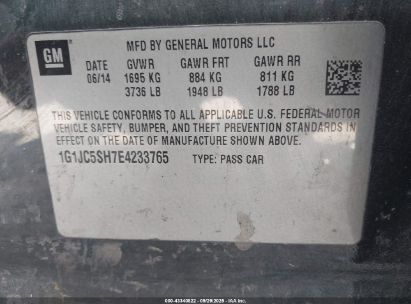 GM
MFD BY GENERAL MOTORS LLC
DATE GVWR GAWR FRT GAWR RR
06/14 1695 KG 884 KG 811 KG
3736 LB 1948 LB 1788 LB
THIS VEHICLE CONFORMS TO ALL APPLICABLE U.S. FEDERAL MOTOR
VEHICLE SAFETY, BUMPER, AND THEFT PREVENTION STANDARDS IN
EFFECT ON THE DATE OF MANUFACTURE SHOWN ABOVE.
1G1JC5SH7E4233765 TYPE: PASS CAR